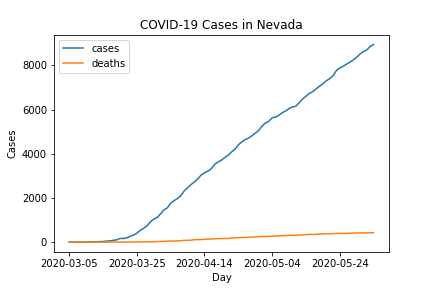 COVID-19 Cases in Nevada
cases
deaths
8000
6000
4000
2000
0
Cases
2020-03-05 2020-03-25 2020-04-14 2020-05-04 2020-05-24
Day